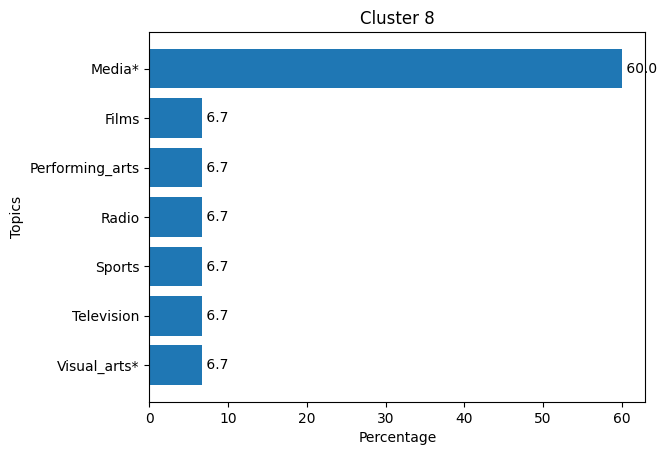 Cluster 8
Media*
60.0
Films
6.7
Performing_arts
6.7
Radio
6.7
Sports
6.7
Television
6.7
Visual_arts*
6.7
Topics
0 10 20 30 40 50 60
Percentage